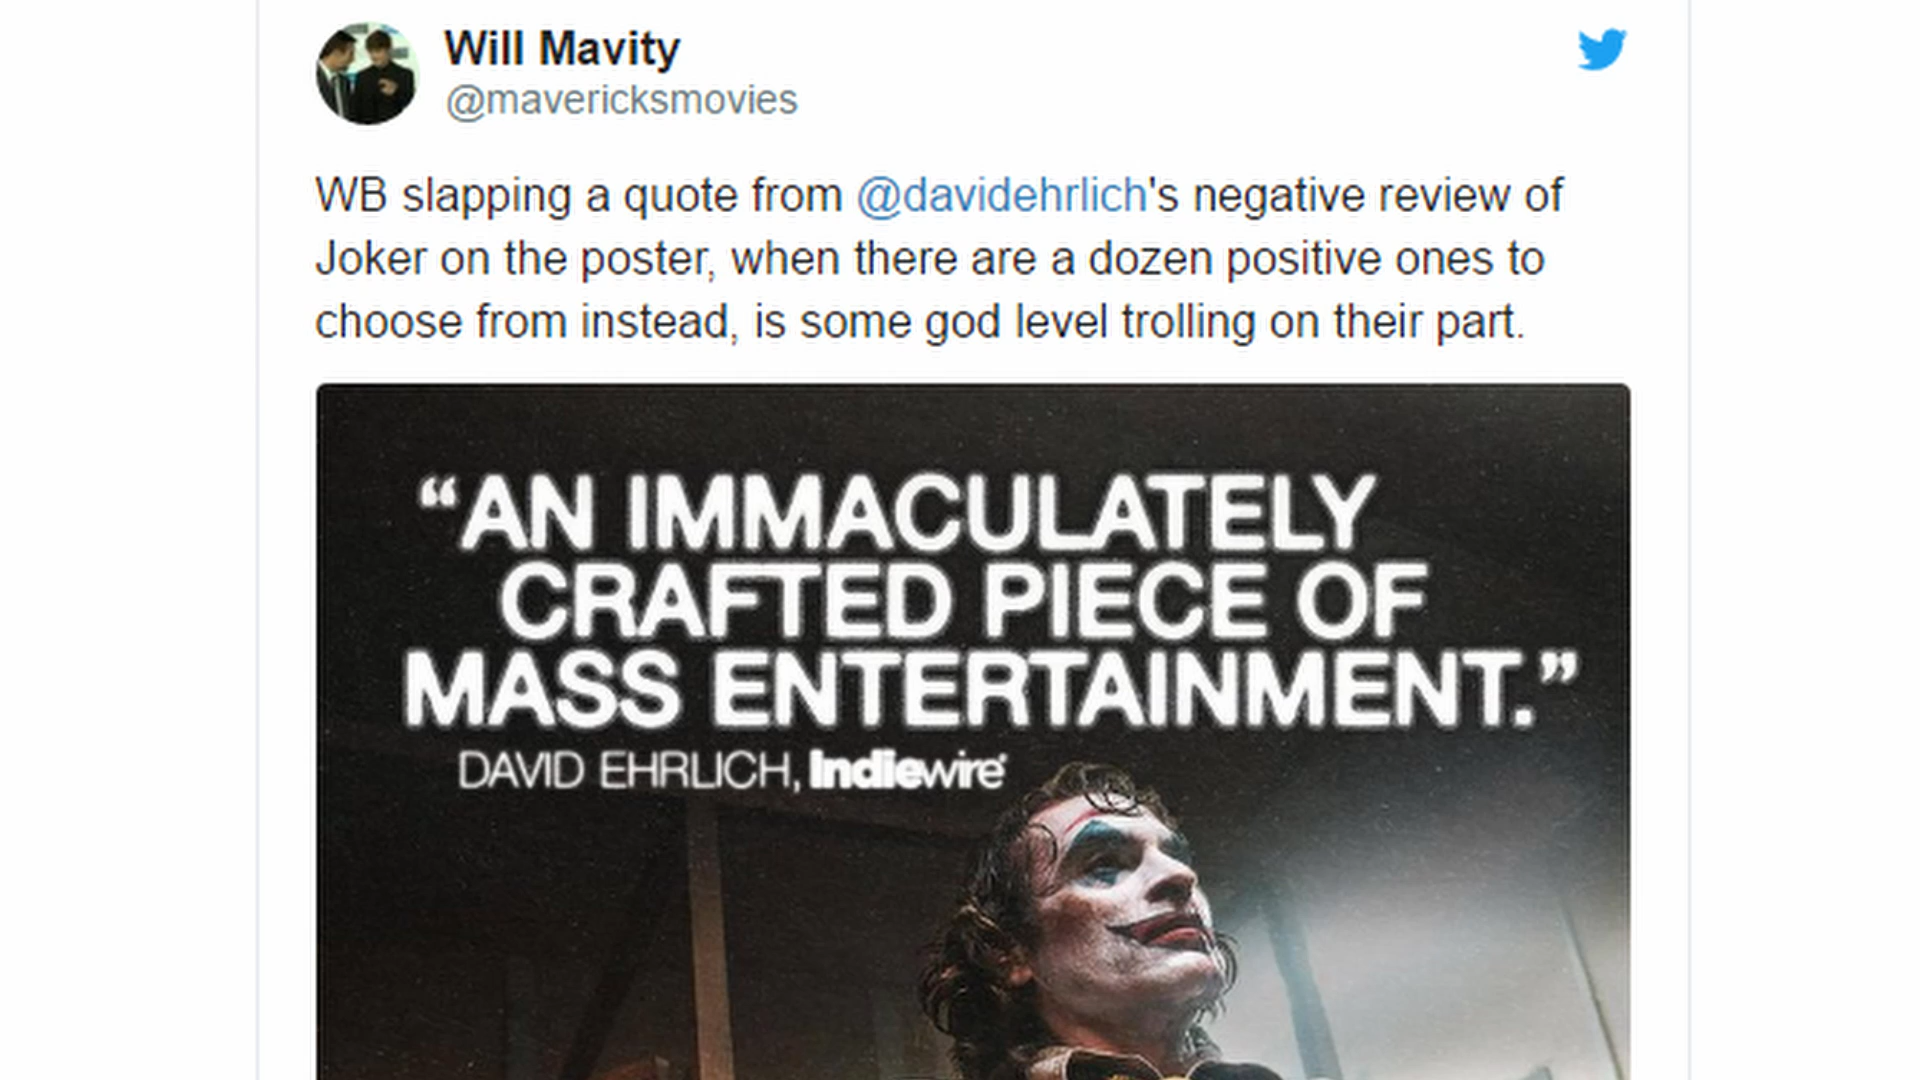 Will Mavity
@mavericksmovies
WB slapping a quote from @davidehrlich's negative review of
Joker on the poster, when there are a dozen positive ones to
choose from instead, is some god level trolling on their part.
“AN IMMACULATELY
CRAFTED PIECE OF
MASS ENTERTAINMENT.”
DAVID EHRLICH, Indiewire